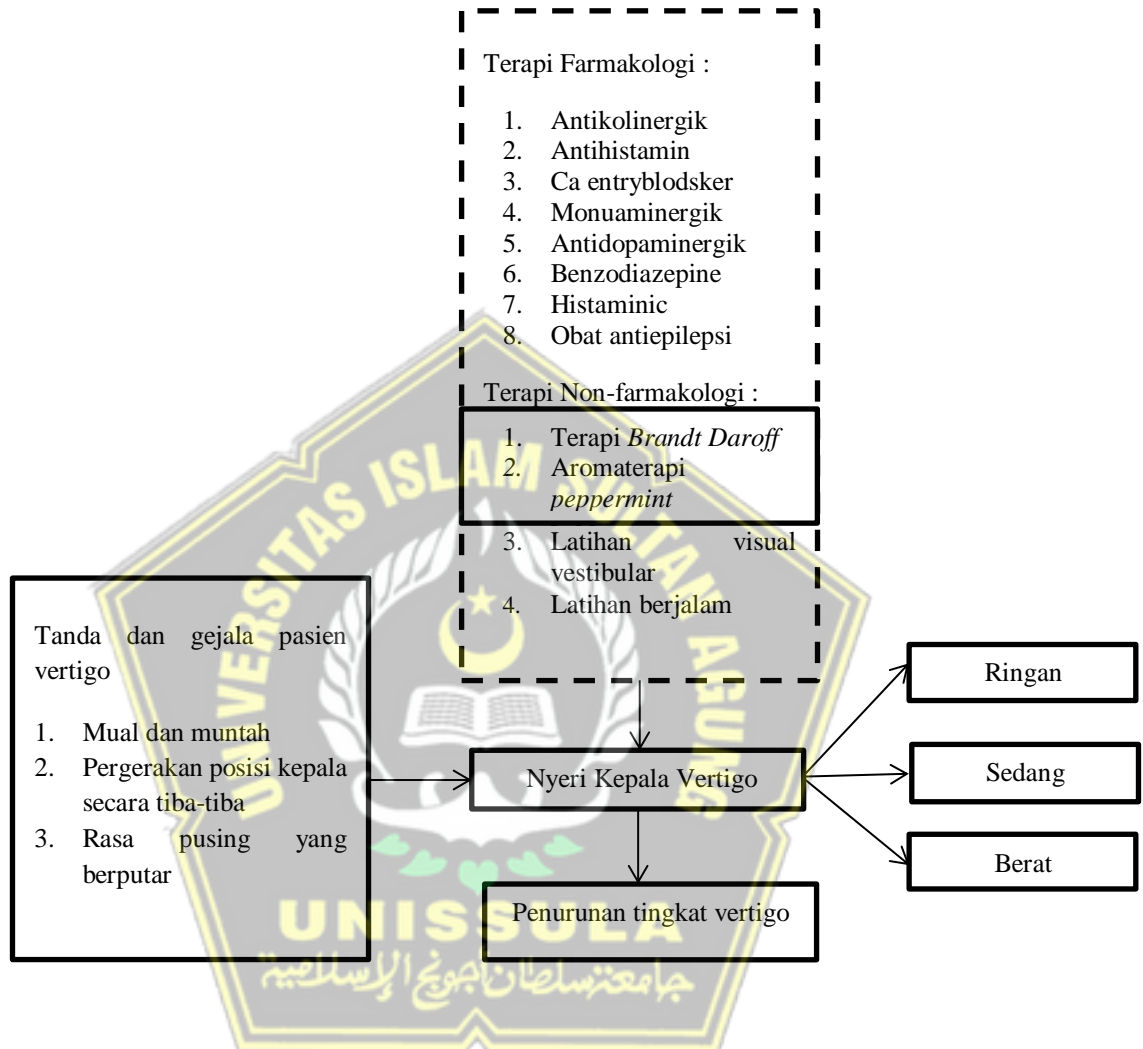 Terapi Farmakologi :
1. Antikolinergik
2. Antihistamin
3. Ca entryblodsker
4. Monuaminergik
5. Antidopaminergik
6. Benzodiazepine
7. Histaminic
8. Obat antiepilepsi
Terapi Non-farmakologi :
1. Terapi Brandt Daroff
2. Aromaterapi
peppermint
3. Latihan visual
vestibular
4. Latihan berjalam
Tanda dan gejala pasien
vertigo
1. Mual dan muntah
2. Pergerakan posisi kepala
secara tiba-tiba
3. Rasa pusing yang
berputar
Nyeri Kepala Vertigo
Ringan
Sedang
Berat
Penurunan tingkat vertigo
UNIVERSITAS ISLAM SULTAN AGUNG
UNISSULA
جامعة سلطان أجونج الإسلامية